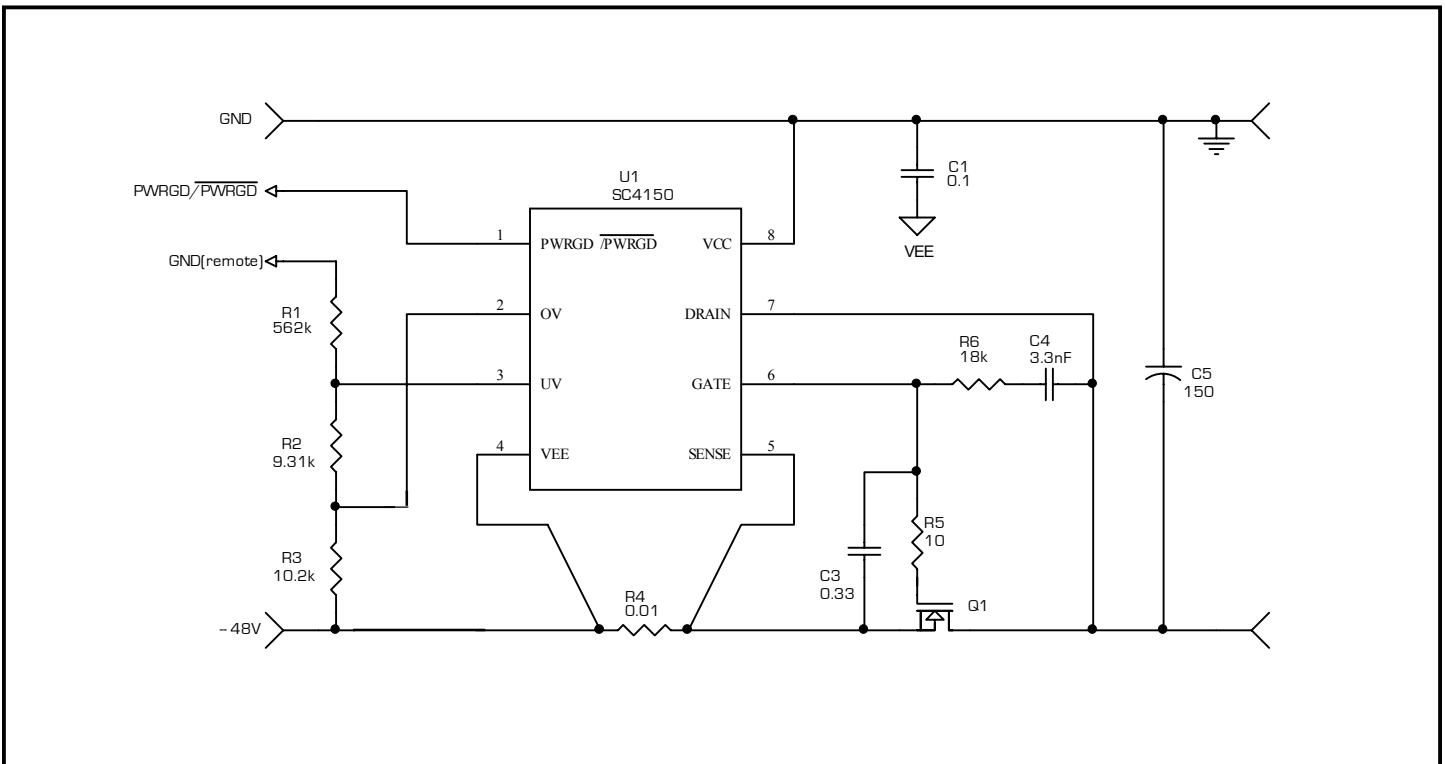 GND
PWRGD/PWRGD
GND(remote)
R1
562k
R2
9.31k
R3
10.2k
–48V
U1
SC4150
1
PWRGD /PWRGD
2
OV
3
UV
4
VEE
VCC
8
DRAIN
7
GATE
6
SENSE
5
C1
0.1
VEE
R6
18k
C4
3.3nF
C5
150
R5
10
C3
0.33
Q1
R4
0.01